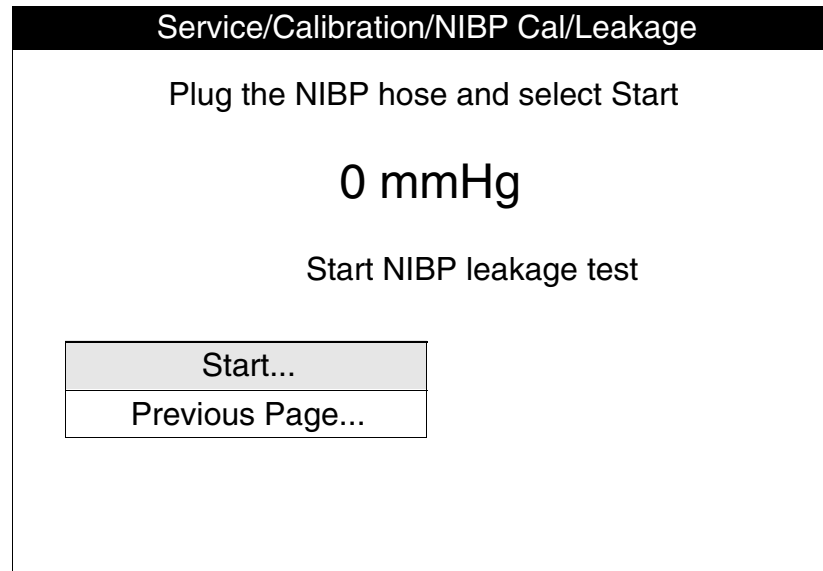 Service/Calibration/NIBP Cal/Leakage
Plug the NIBP hose and select Start
0 mmHg
Start NIBP leakage test
Start...
Previous Page...